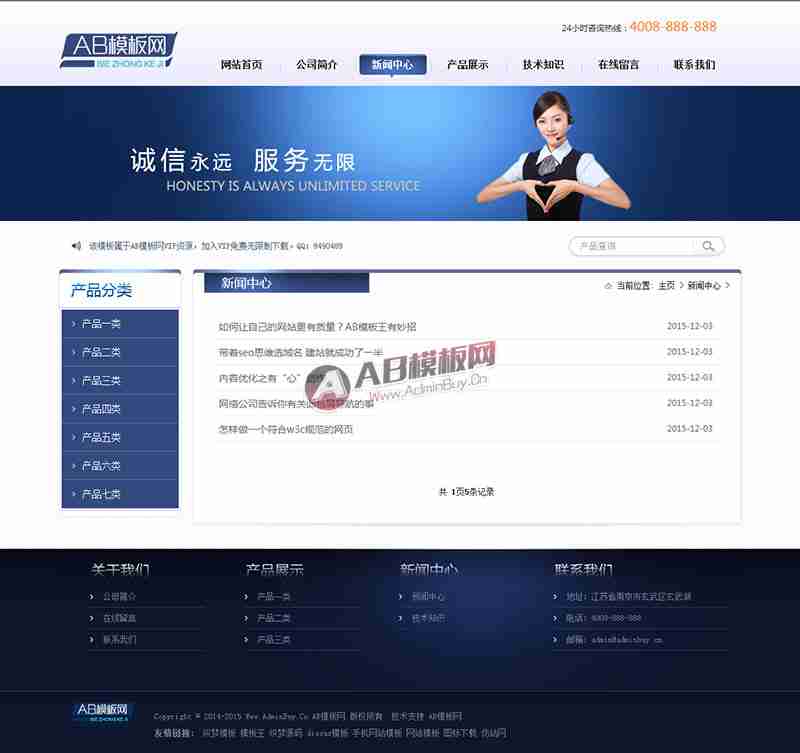 24小时咨询热线：4008-888-888
AB模板网
网站首页 公司简介 新闻中心 产品展示 技术知识 在线留言 联系我们
诚信永远 服务无限
HONESTY IS ALWAYS UNLIMITED SERVICE
该模板属于AB模板网VIP资源，加入VIP免费无限制下载，QQ：9490489
产品查询
产品分类
产品一类
产品二类
产品三类
产品四类
产品五类
产品六类
产品七类
新闻中心
当前位置：主页 > 新闻中心 >
如何让自己的网站更有质量？AB模板王有妙招 2015-12-03
带着seo思维选域名 建站就成功了一半 2015-12-03
内容优化之有“心” 2015-12-03
网络公司告诉你有关 的事 2015-12-03
怎样做一个符合w3c规范的网页 2015-12-03
AB模板网
www.AdminBuy.Cn
共 1页5条记录
关于我们
公司简介
在线留言
联系我们
产品展示
产品一类
产品二类
产品三类
新闻中心
新闻中心
技术知识
联系我们
地址：江苏省南京市玄武区玄武湖
电话：4008-888-888
邮箱：admin@adminbuy.cn
AB模板网
Copyright © 2014-2015 Www.AdminBuy.Cn AB模板网 版权所有 技术支持 AB模板网
友情链接： 织梦模板 模板王 织梦源码 discuz模板 手机网站模板 网站模板 图标下载 仿站网